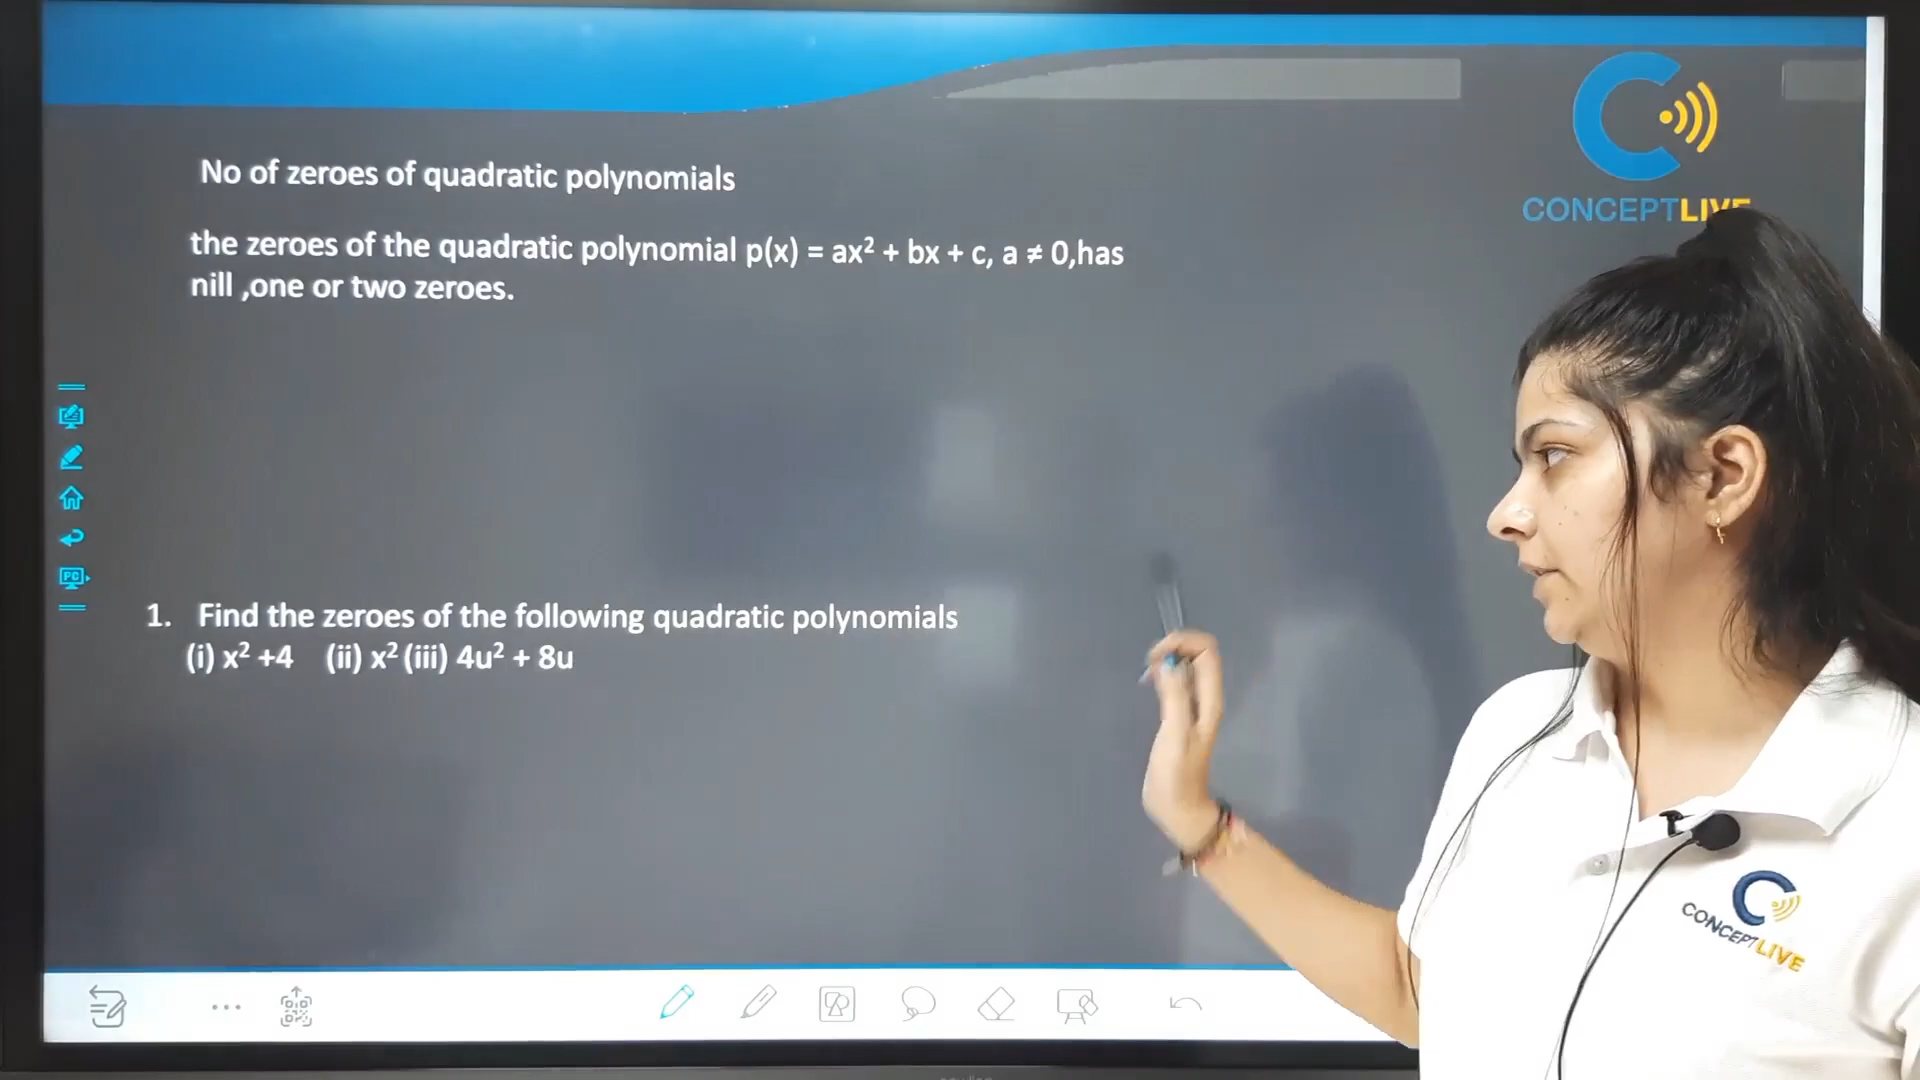 CONCEPTLIVE
No of zeroes of quadratic polynomials
the zeroes of the quadratic polynomial p(x) = ax² + bx + c, a ≠ 0,has
nill ,one or two zeroes.
PC
1. Find the zeroes of the following quadratic polynomials
(i) x² +4 (ii) x² (iii) 4u² + 8u
CONCEPTLIVE